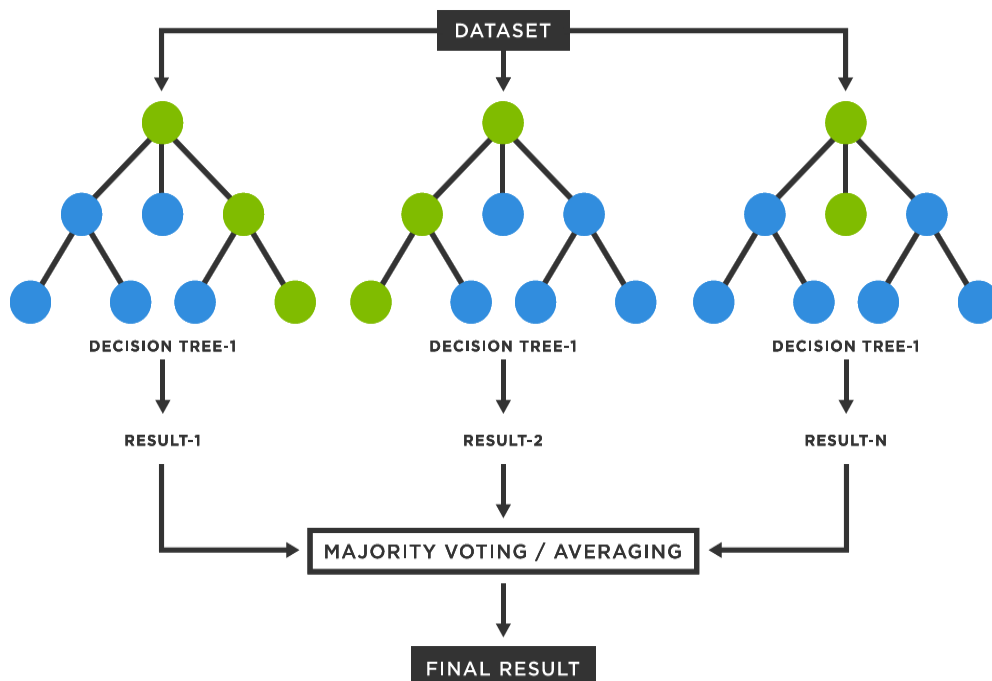 DATASET
DECISION TREE-1
DECISION TREE-1
DECISION TREE-1
RESULT-1
RESULT-2
RESULT-N
MAJORITY VOTING / AVERAGING
FINAL RESULT